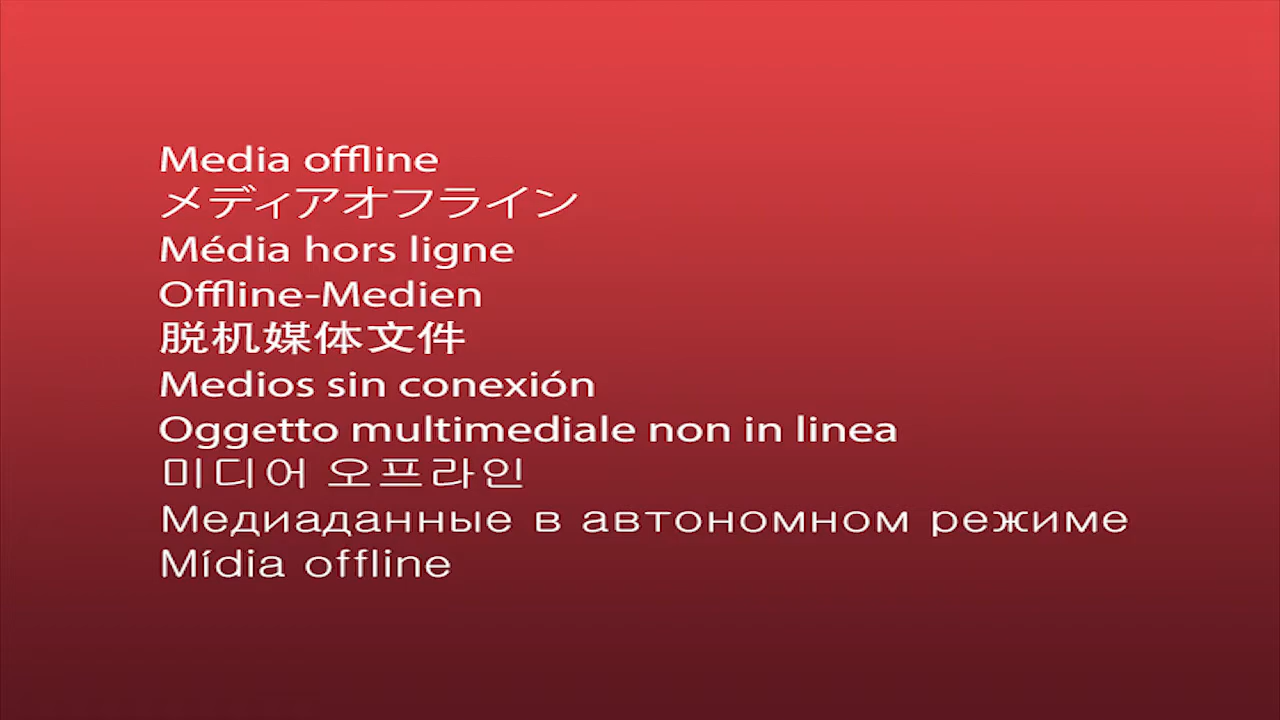 Media offline
メディアオフライン
Média hors ligne
Offline-Medien
脱机媒体文件
Medios sin conexión
Oggetto multimediale non in linea
미디어 오프라인
Медиаданные в автономном режиме
Mídia offline